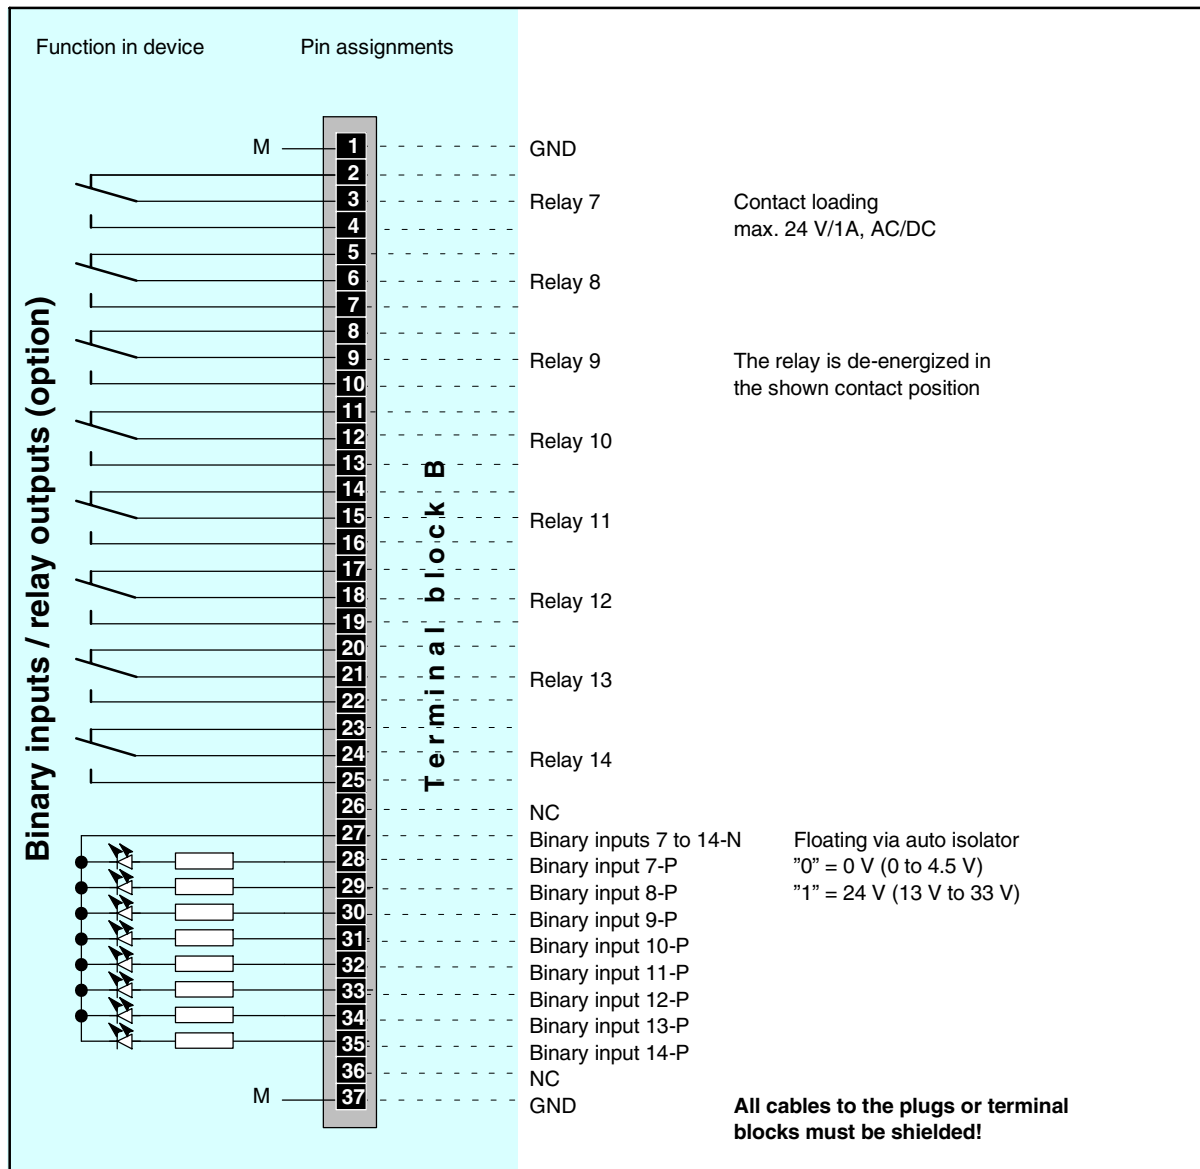 Function in device
Pin assignments
Binary inputs / relay outputs (option)
Terminal block B
M
1
GND
2
3
Relay 7
Contact loading
4
max. 24 V/1A, AC/DC
5
6
Relay 8
7
8
9
Relay 9
The relay is de-energized in
10
the shown contact position
11
12
Relay 10
13
14
15
Relay 11
16
17
18
Relay 12
19
20
21
Relay 13
22
23
24
Relay 14
25
26
NC
27
Binary inputs 7 to 14-N
Floating via auto isolator
28
Binary input 7-P
”0” = 0 V (0 to 4.5 V)
29
Binary input 8-P
”1” = 24 V (13 V to 33 V)
30
Binary input 9-P
31
Binary input 10-P
32
Binary input 11-P
33
Binary input 12-P
34
Binary input 13-P
35
Binary input 14-P
36
NC
M
37
GND
All cables to the plugs or terminal
blocks must be shielded!